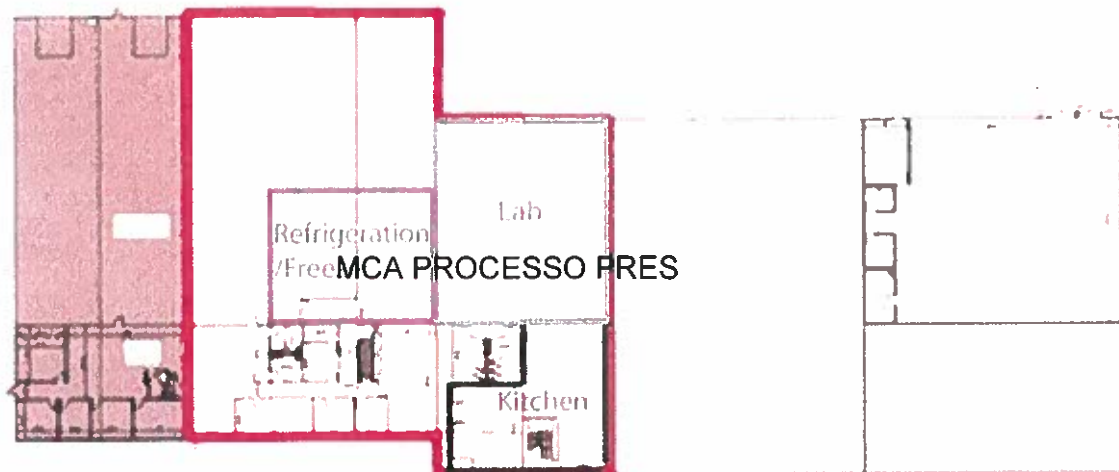 Lab
Refrigeration
/Free
MCA PROCESSO PRES
Kitchen